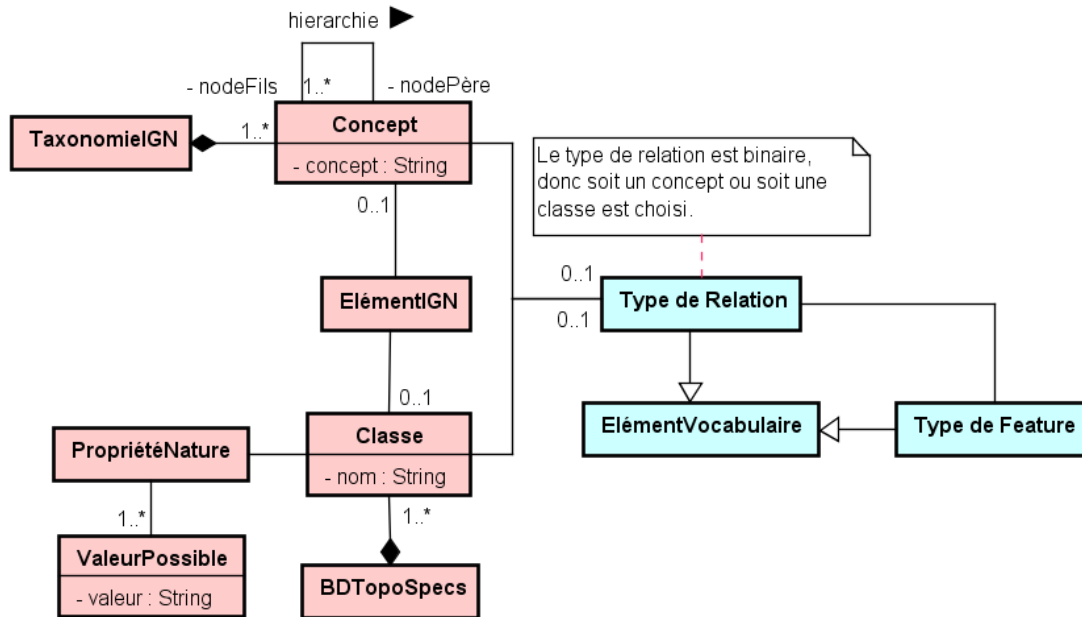 hierarchie
- nodeFils
1..*
- nodePère
TaxonomieIGN
1..*
Concept
- concept : String
Le type de relation est binaire,
donc soit un concept ou soit une
classe est choisi.
0..1
ElémentIGN
0..1
0..1
Type de Relation
0..1
Classe
- nom : String
PropriétéNature
ElémentVocabulaire
Type de Feature
1..*
1..*
ValeurPossible
- valeur : String
BDTopoSpecs